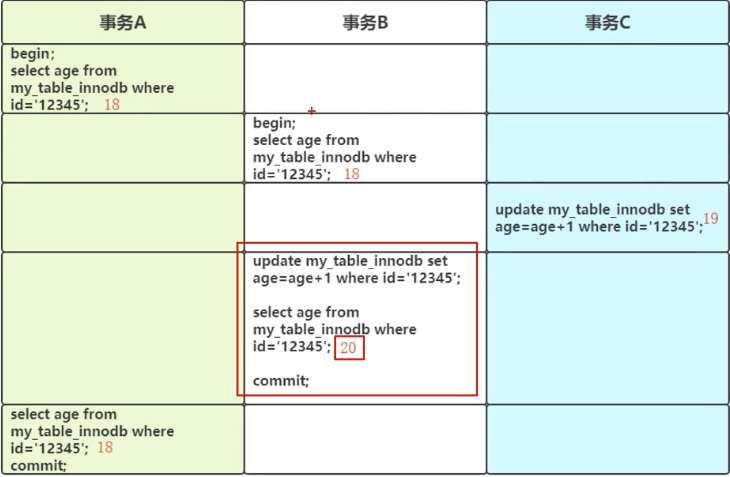 事务A
事务B
事务C
begin;
select age from
my_table_innodb where
id='12345'; 18
begin;
select age from
my_table_innodb where
id='12345'; 18
update my_table_innodb set
age=age+1 where id='12345'; 19
update my_table_innodb set
age=age+1 where id='12345';
select age from
my_table_innodb where
id='12345'; 20
commit;
select age from
my_table_innodb where
id='12345'; 18
commit;